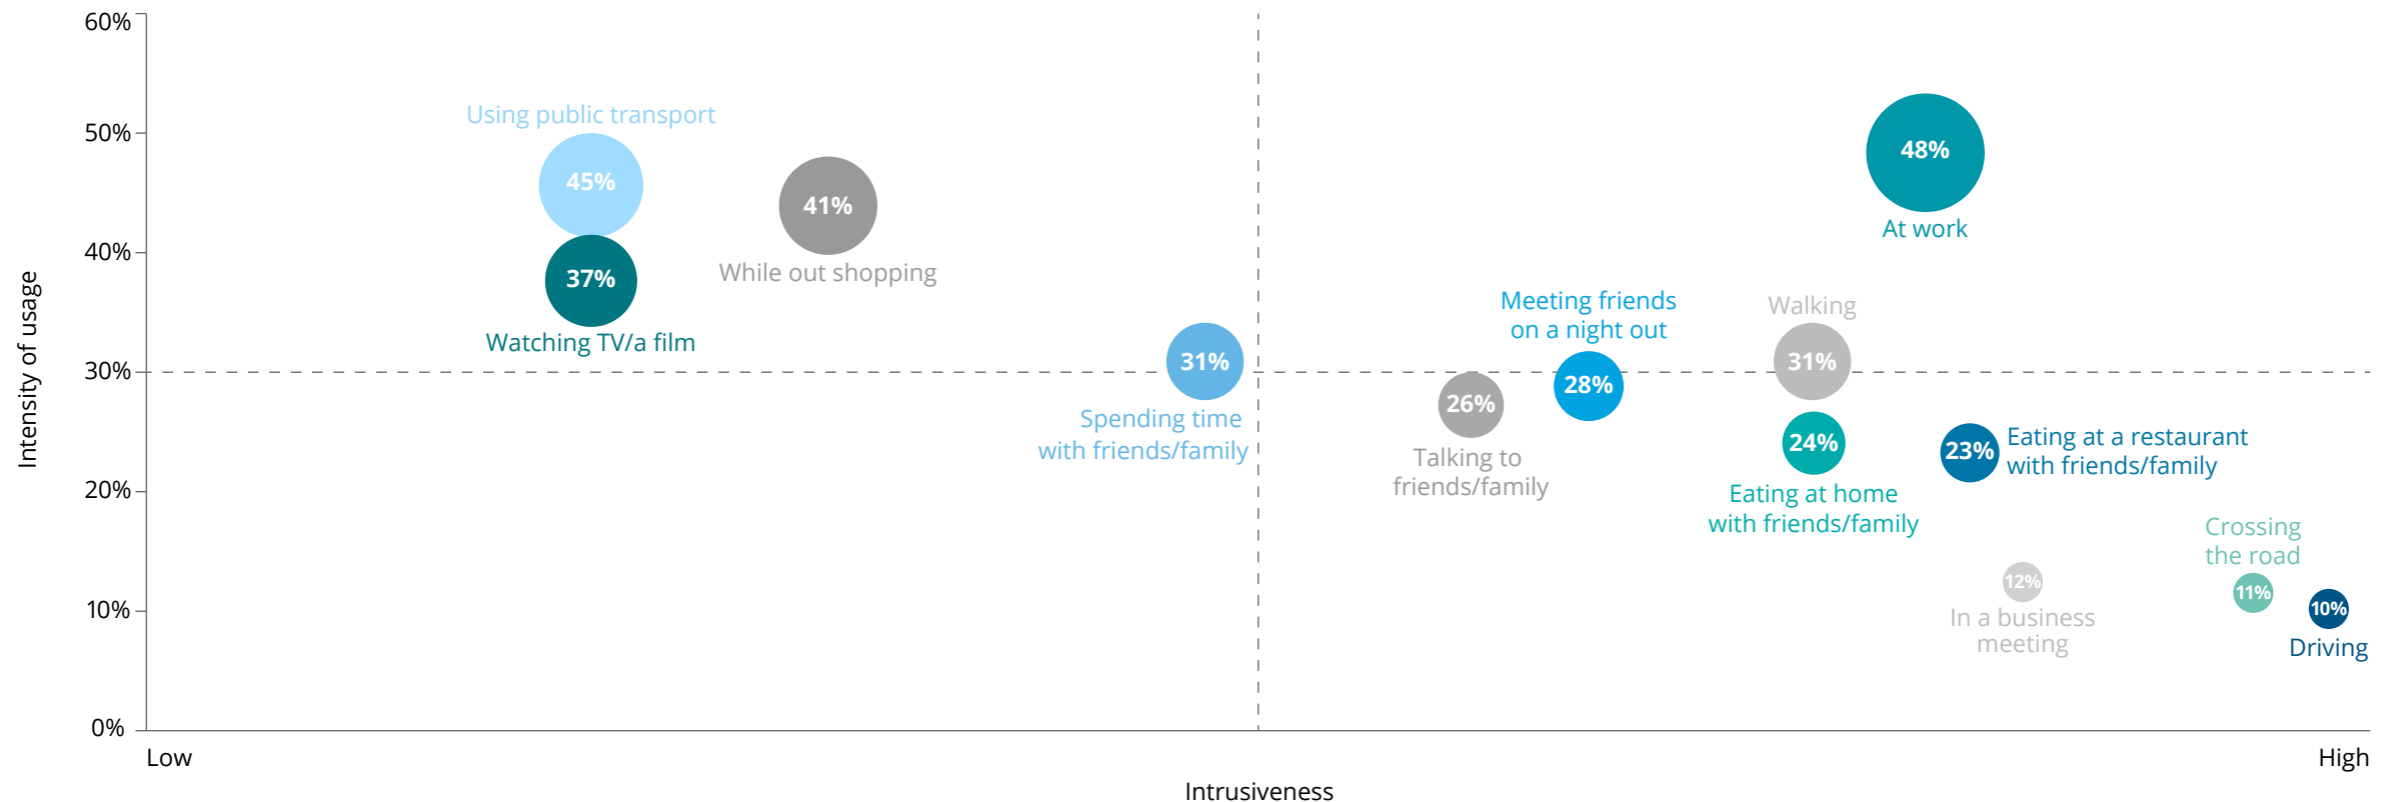 60%
50%
40%
30%
20%
10%
0%
Intensity of usage
Using public transport
45%
37%
Watching TV/a film
41%
While out shopping
31%
Spending time
with friends/family
26%
Talking to
friends/family
Meeting friends
on a night out
28%
Walking
31%
24%
Eating at home
with friends/family
48%
At work
23%
Eating at a restaurant
with friends/family
12%
In a business
meeting
Crossing
the road
11%
10%
Driving
Low
High
Intrusiveness